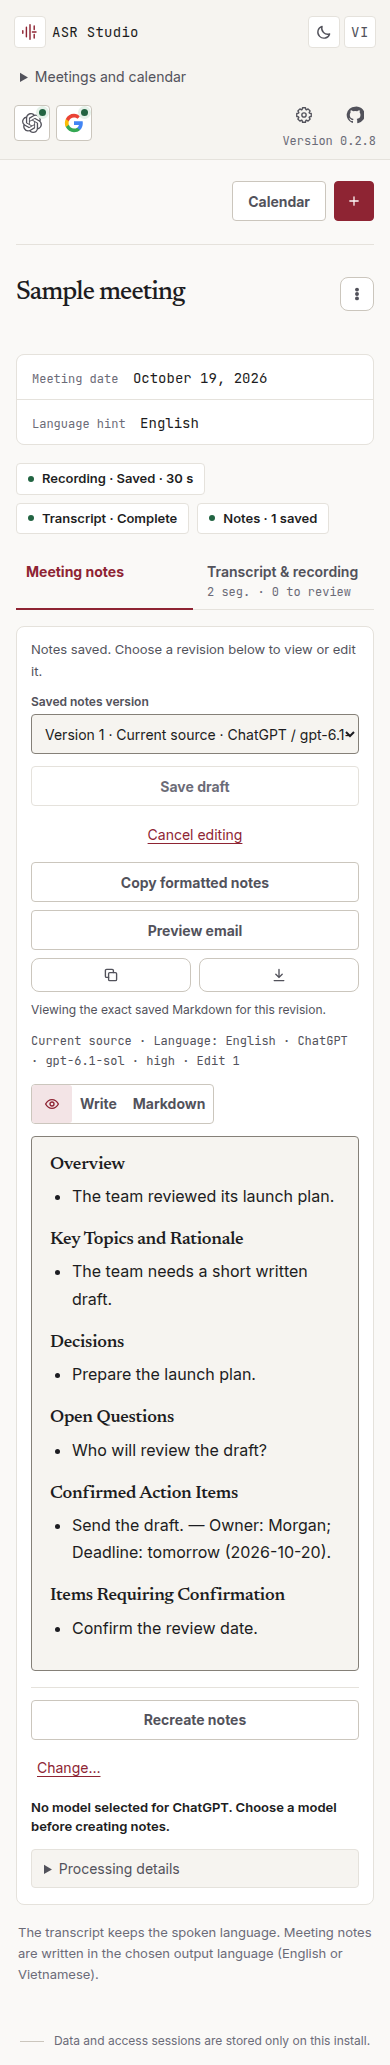 ASR Studio
VI
Meetings and calendar
Version 0.2.8
Calendar
+
Sample meeting
Meeting date October 19, 2026
Language hint English
Recording · Saved · 30 s
Transcript · Complete
Notes · 1 saved
Meeting notes
Transcript & recording
2 seg. · 0 to review
Notes saved. Choose a revision below to view or edit
it.
Saved notes version
Version 1 · Current source · ChatGPT / gpt-6.1-
Save draft
Cancel editing
Copy formatted notes
Preview email
Viewing the exact saved Markdown for this revision.
Current source · Language: English · ChatGPT
· gpt-6.1-sol · high · Edit 1
Write
Markdown
Overview
• The team reviewed its launch plan.
Key Topics and Rationale
• The team needs a short written
draft.
Decisions
• Prepare the launch plan.
Open Questions
• Who will review the draft?
Confirmed Action Items
• Send the draft. — Owner: Morgan;
Deadline: tomorrow (2026-10-20).
Items Requiring Confirmation
• Confirm the review date.
Recreate notes
Change...
No model selected for ChatGPT. Choose a model
before creating notes.
Processing details
The transcript keeps the spoken language. Meeting notes
are written in the chosen output language (English or
Vietnamese).
Data and access sessions are stored only on this install.